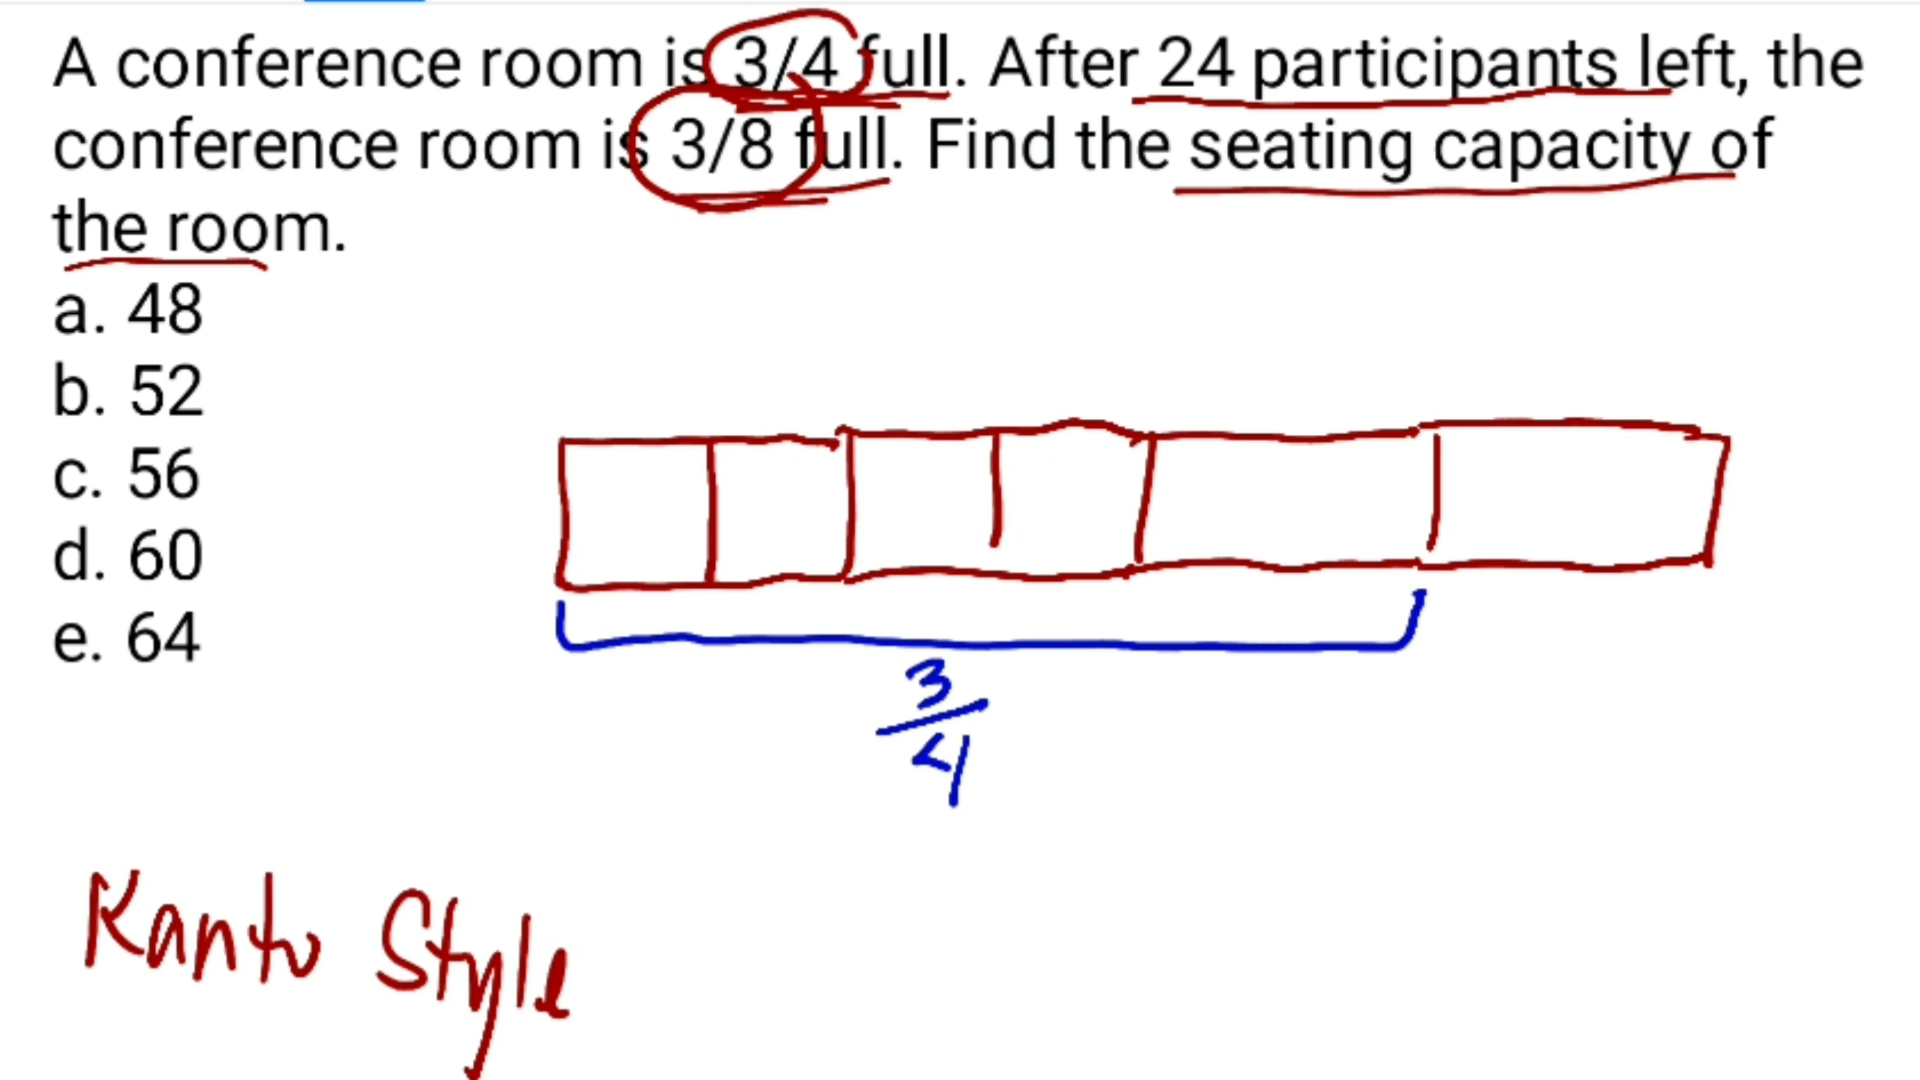 A conference room is 3/4 full. After 24 participants left, the
conference room is 3/8 full. Find the seating capacity of
the room.
a. 48
b. 52
c. 56
d. 60
e. 64
3
4
Kanto Style